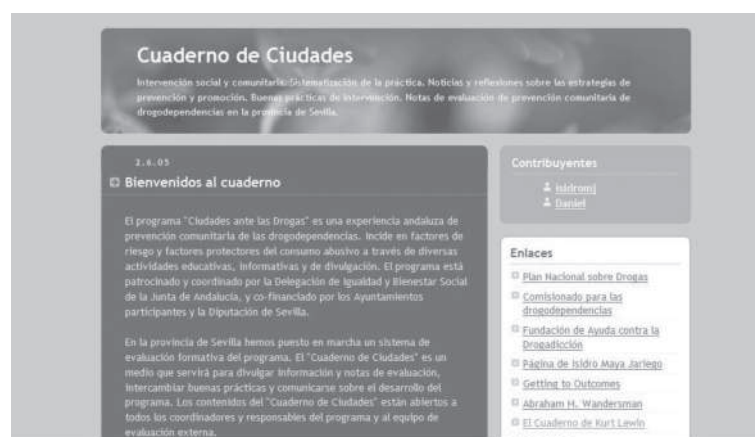 Cuaderno de Ciudades
Intervención social y comunitaria. Sistematización de la práctica. Noticias y reflexiones sobre las estrategias de
prevención y promoción. Buenas prácticas de intervención. Notas de evaluación de prevención comunitaria de
drogodependencias en la provincia de Sevilla.
2.6.05
Bienvenidos al cuaderno
El programa "Ciudades ante las Drogas" es una experiencia andaluza de
prevención comunitaria de las drogodependencias. Incide en factores de
riesgo y factores protectores del consumo abusivo a través de diversas
actividades educativas, informativas y de divulgación. El programa está
patrocinado y coordinado por la Delegación de Igualdad y Bienestar Social
de la Junta de Andalucía, y co-financiado por los Ayuntamientos
participantes y la Diputación de Sevilla.
En la provincia de Sevilla hemos puesto en marcha un sistema de
evaluación formativa del programa. El "Cuaderno de Ciudades" es un
medio que servirá para divulgar información y notas de evaluación,
intercambiar buenas prácticas y comunicarse sobre el desarrollo del
programa. Los contenidos del "Cuaderno de Ciudades" están abiertos a
todos los coordinadores y responsables del programa y al equipo de
evaluación externa.
Contribuyentes
isidromj
Daniel
Enlaces
Plan Nacional sobre Drogas
Comisionado para las
drogodependencias
Fundación de Ayuda contra la
Drogadicción
Página de Isidro Maya Jariego
Getting to Outcomes
Abraham H. Wandersman
El Cuaderno de Kurt Lewin